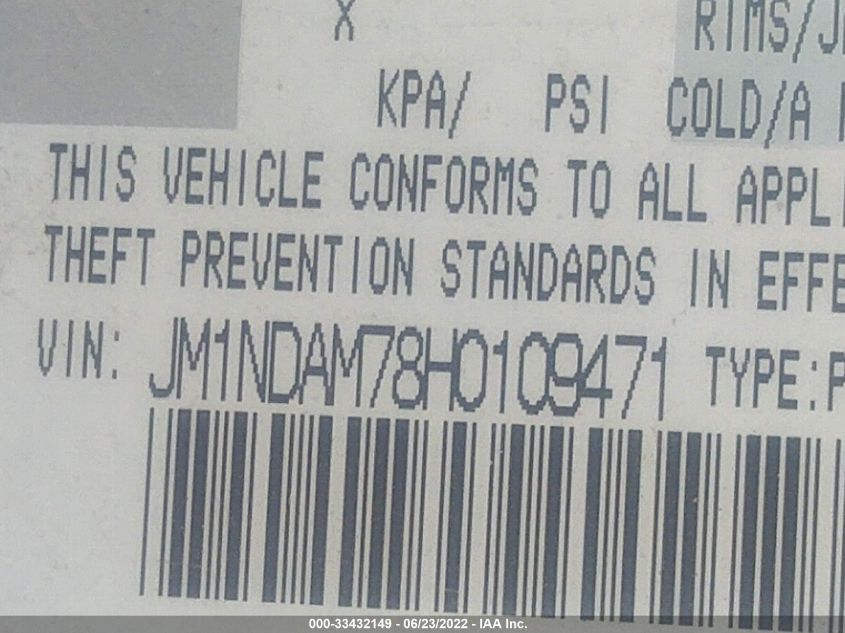 X
RIMS/J
KPA/ PSI COLD/A
THIS VEHICLE CONFORMS TO ALL APPLI
THEFT PREVENTION STANDARDS IN EFFE
VIN: JM1NDAM78H0109471 TYPE:P
000-33432149 - 06/23/2022 - IAA Inc.